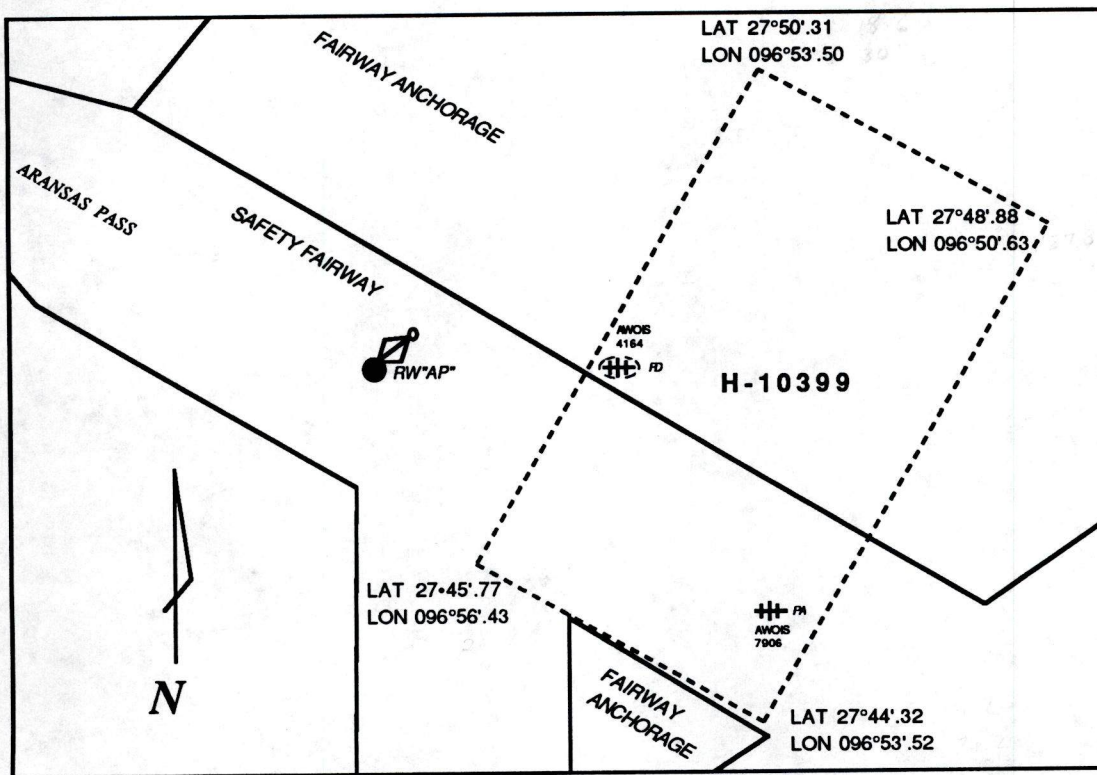 LAT 27°50'.31
LON 096°53'.50
FAIRWAY ANCHORAGE
ARANSAS PASS
SAFETY FAIRWAY
LAT 27°48'.88
LON 096°50'.63
AWOIS
4164
PD
H-10399
RW"AP"
LAT 27•45'.77
LON 096°56'.43
PA
AWOIS
7906
FAIRWAY
ANCHORAGE
LAT 27°44'.32
LON 096°53'.52
N